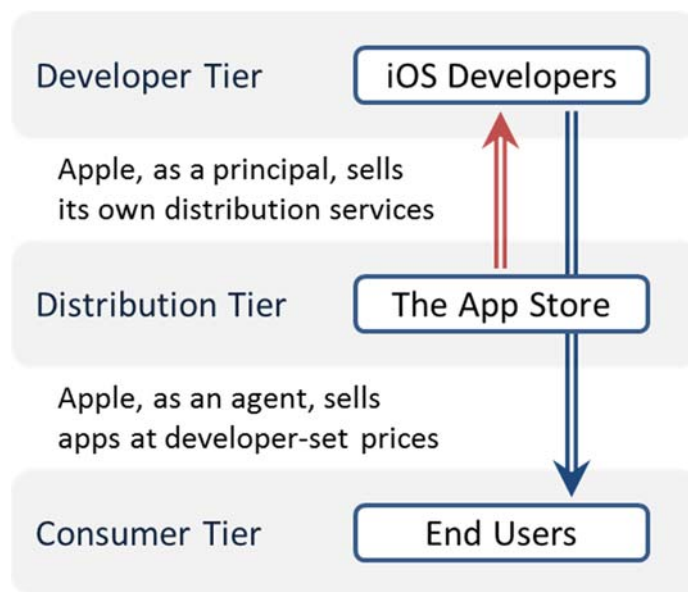 Developer Tier
iOS Developers
Apple, as a principal, sells
its own distribution services
Distribution Tier
The App Store
Apple, as an agent, sells
apps at developer-set prices
Consumer Tier
End Users